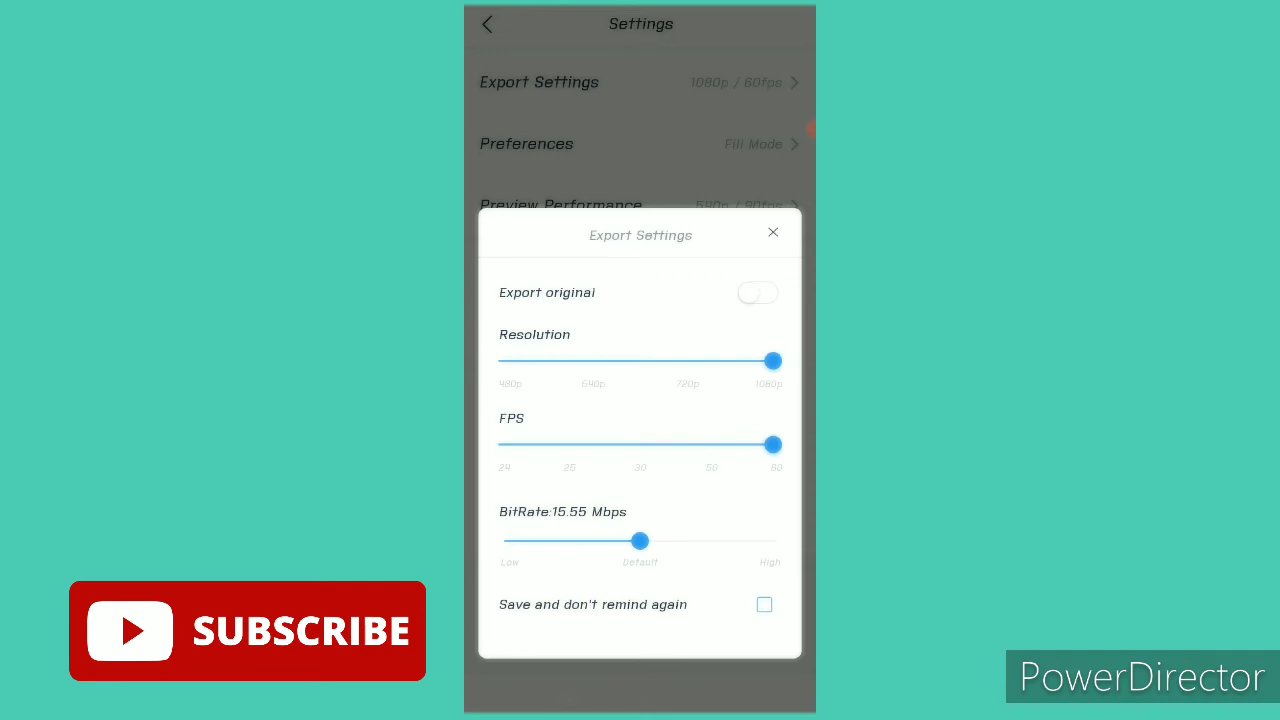 Settings
Export Settings 1080p / 60fps
Preferences Fill Mode
Preview Performance 540p / 90fps
Export Settings
Export original
Resolution
480p 640p 720p 1080p
FPS
24 25 30 50 60
BitRate:15.55 Mbps
Low Default High
Save and don't remind again
SUBSCRIBE
PowerDirector